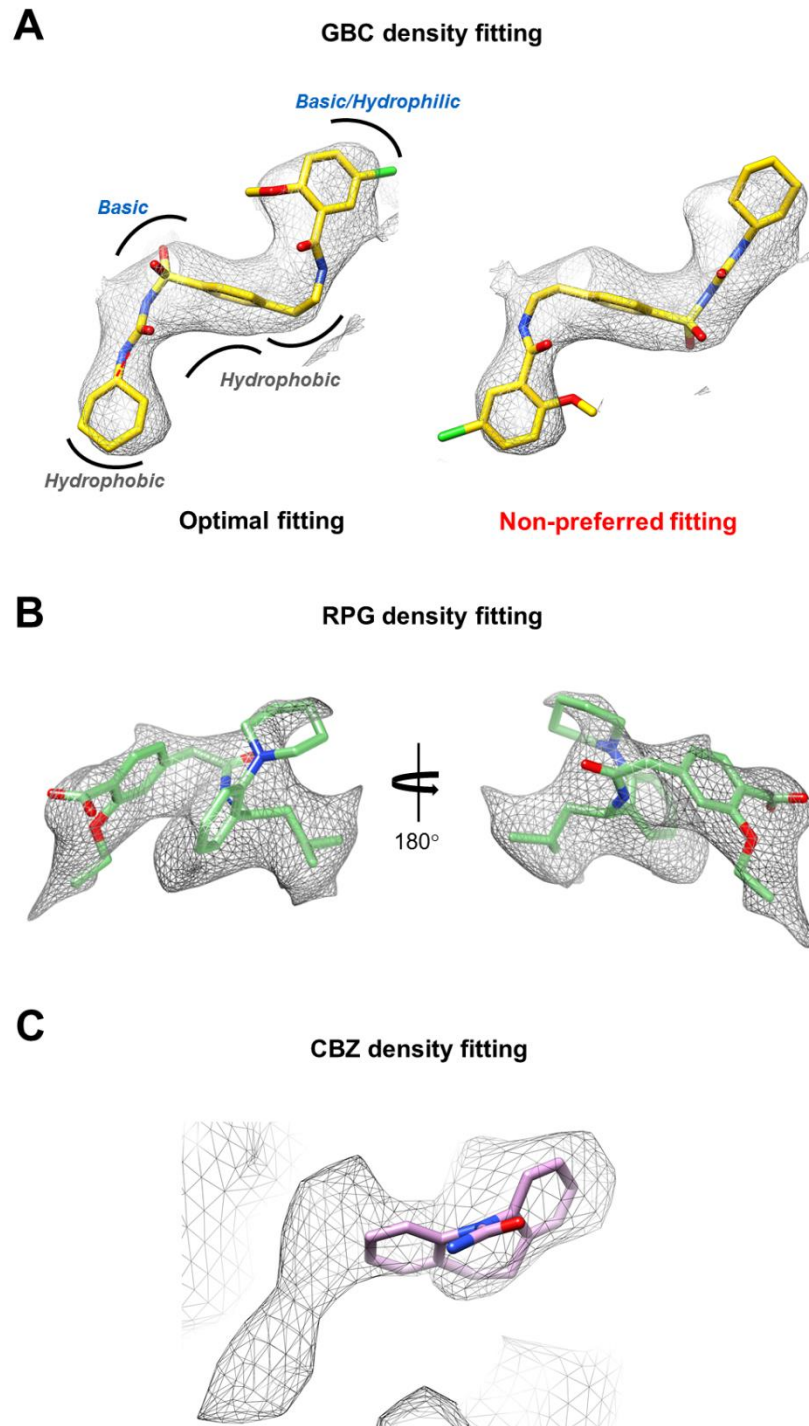 A
GBC density fitting
Basic/Hydrophilic
Basic
Hydrophobic
Hydrophobic
Optimal fitting
Non-preferred fitting
B
RPG density fitting
180°
C
CBZ density fitting